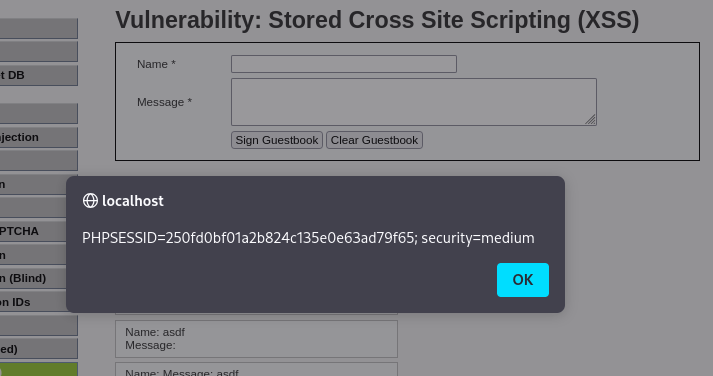 Vulnerability: Stored Cross Site Scripting (XSS)
Name *
Message *
Sign Guestbook Clear Guestbook
t DB
jection
n
PTCHA
n
n (Blind)
on IDs
ed)
localhost
PHPSESSID=250fd0bf01a2b824c135e0e63ad79f65; security=medium
OK
Name: asdf
Message:
Name: Message: asdf